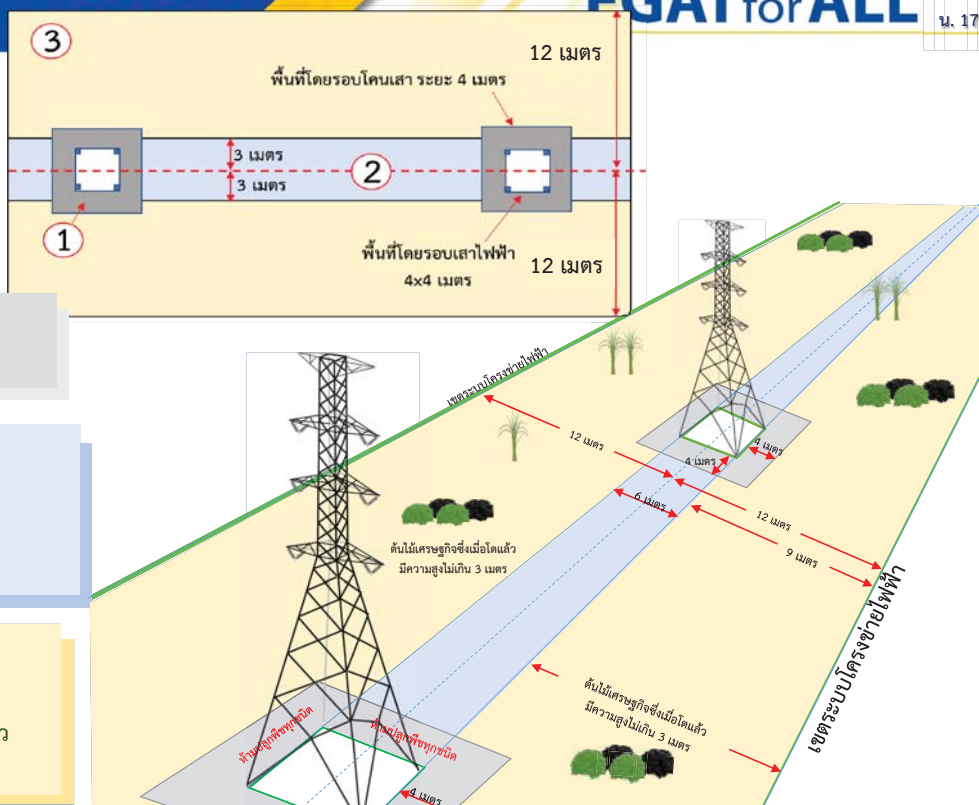 EGAT for ALL
น. 17
3
12 เมตร
พื้นที่โดยรอบโคนเสา ระยะ 4 เมตร
3 เมตร
2
3 เมตร
1
พื้นที่โดยรอบเสาไฟฟ้า
4x4 เมตร
12 เมตร
เขตระบบโครงข่ายไฟฟ้า
12 เมตร
4 เมตร
4 เมตร
6 เมตร
12 เมตร
9 เมตร
ต้นไม้เศรษฐกิจซึ่งเมื่อโตแล้ว
มีความสูงไม่เกิน 3 เมตร
เขตระบบโครงข่ายไฟฟ้า
ต้นไม้เศรษฐกิจซึ่งเมื่อโตแล้ว
มีความสูงไม่เกิน 3 เมตร
ห้ามปลูกพืชทุกชนิด
ห้ามปลูกพืชทุกชนิด
4 เมตร